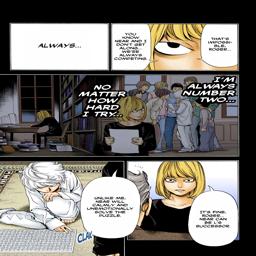 THAT'S
IMPOSSI-
BLE,
ROGER...
YOU
KNOW
NEAR AND I
DON'T GET
ALONG.
WE'RE
ALWAYS
COMPETING.
ALWAYS...
I'M
ALWAYS
NUMBER
TWO...
NO
MATTER
HOW
HARD
I TRY...
IT'S FINE,
ROGER...
NEAR CAN
BE L'S
SUCCESSOR.
UNLIKE ME,
NEAR WILL
CALMLY AND
UNEMOTIONALLY
SOLVE THE
PUZZLE.